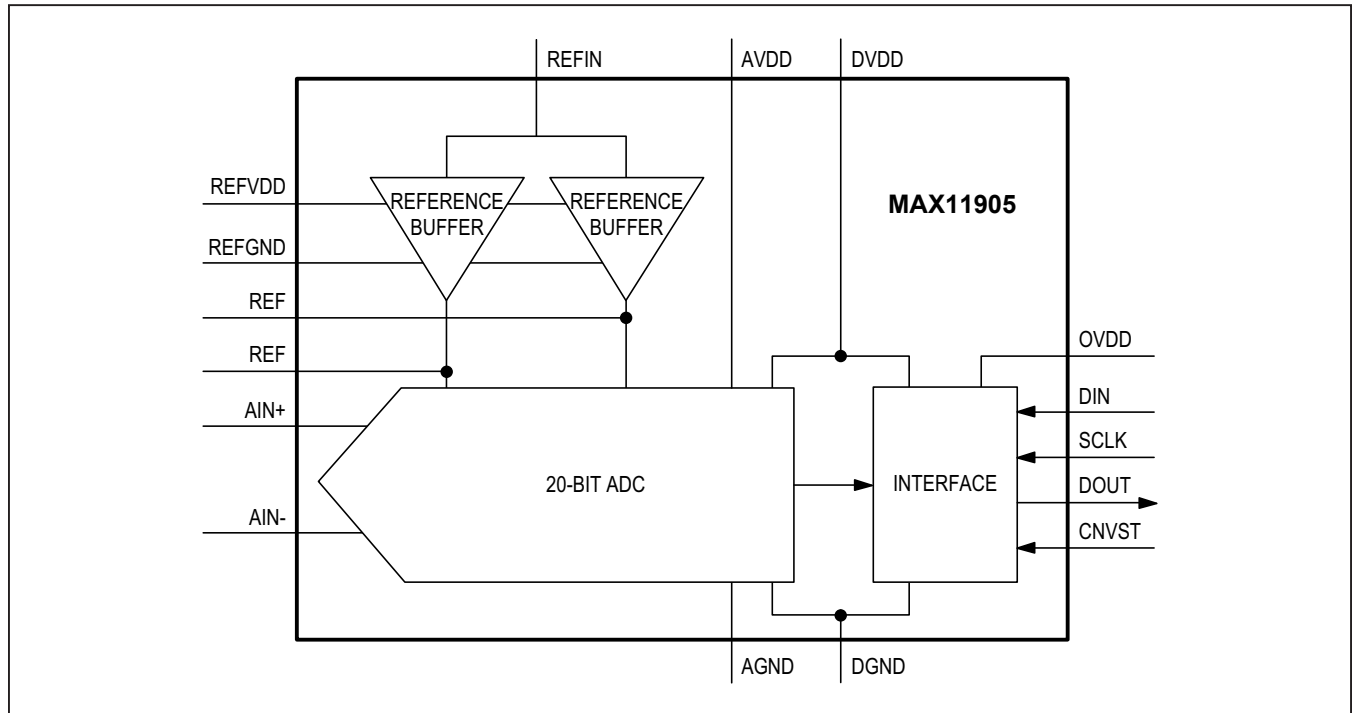 REFIN
AVDD
DVDD
REFVDD
REFERENCE
BUFFER
REFERENCE
BUFFER
MAX11905
REFGND
REF
REF
OVDD
AIN+
DIN
SCLK
20-BIT ADC
INTERFACE
DOUT
AIN-
CNVST
AGND
DGND